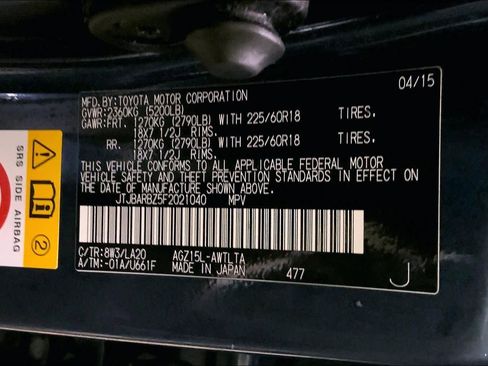 04/15
MFD.BY:TOYOTA MOTOR CORPORATION
GVWR:2360KG (5200LB)
GAWR:FRT. 1270KG (2790LB) WITH 225/60R18 TIRES.
18X7 1/2J RIMS.
RR. 1270KG (2790LB) WITH 225/60R18 TIRES.
18X7 1/2J RIMS.
THIS VEHICLE CONFORMS TO ALL APPLICABLE FEDERAL MOTOR
VEHICLE SAFETY AND THEFT PREVENTION STANDARDS IN EFFECT
ON THE DATE OF MANUFACTURE SHOWN ABOVE.
JTJBARBZ5F2021040 MPV
C/TR:8W3/LA20 AGZ15L-AWTLTA
A/TM:-01A/U661F MADE IN JAPAN 477
J
SRS SIDE AIRBAG
2